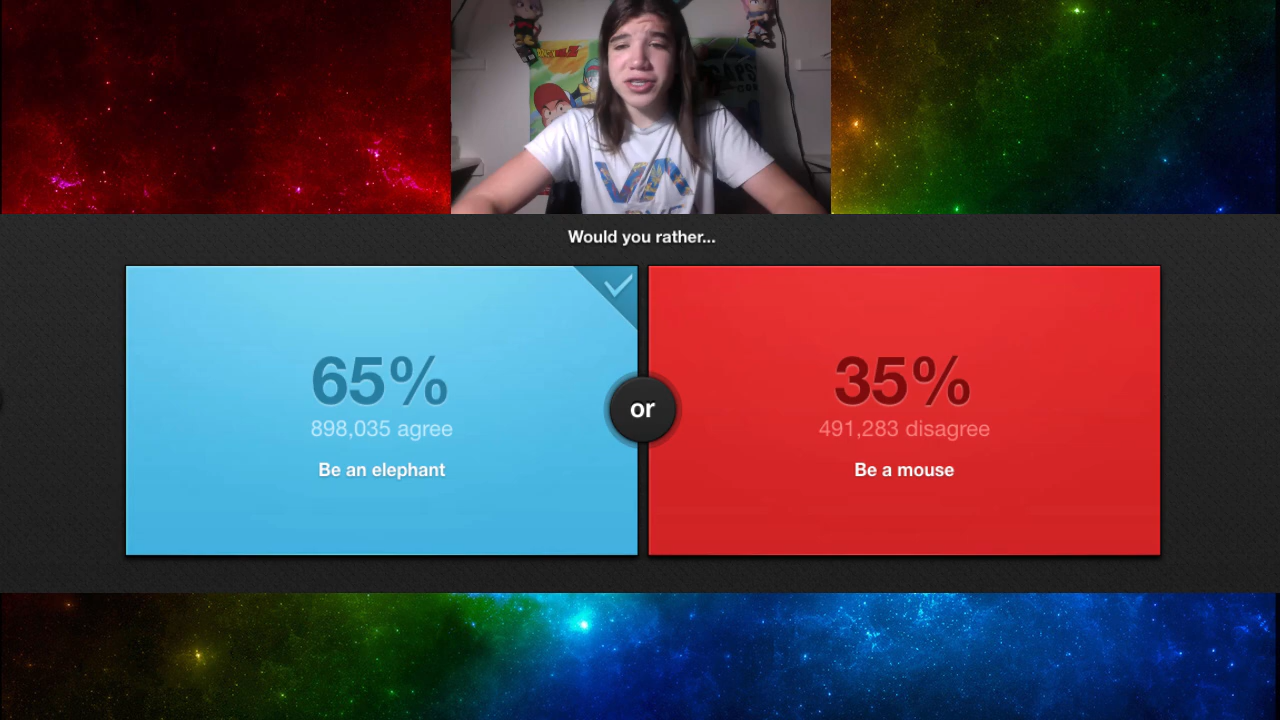 Would you rather...
65%
898,035 agree
Be an elephant
or
35%
491,283 disagree
Be a mouse